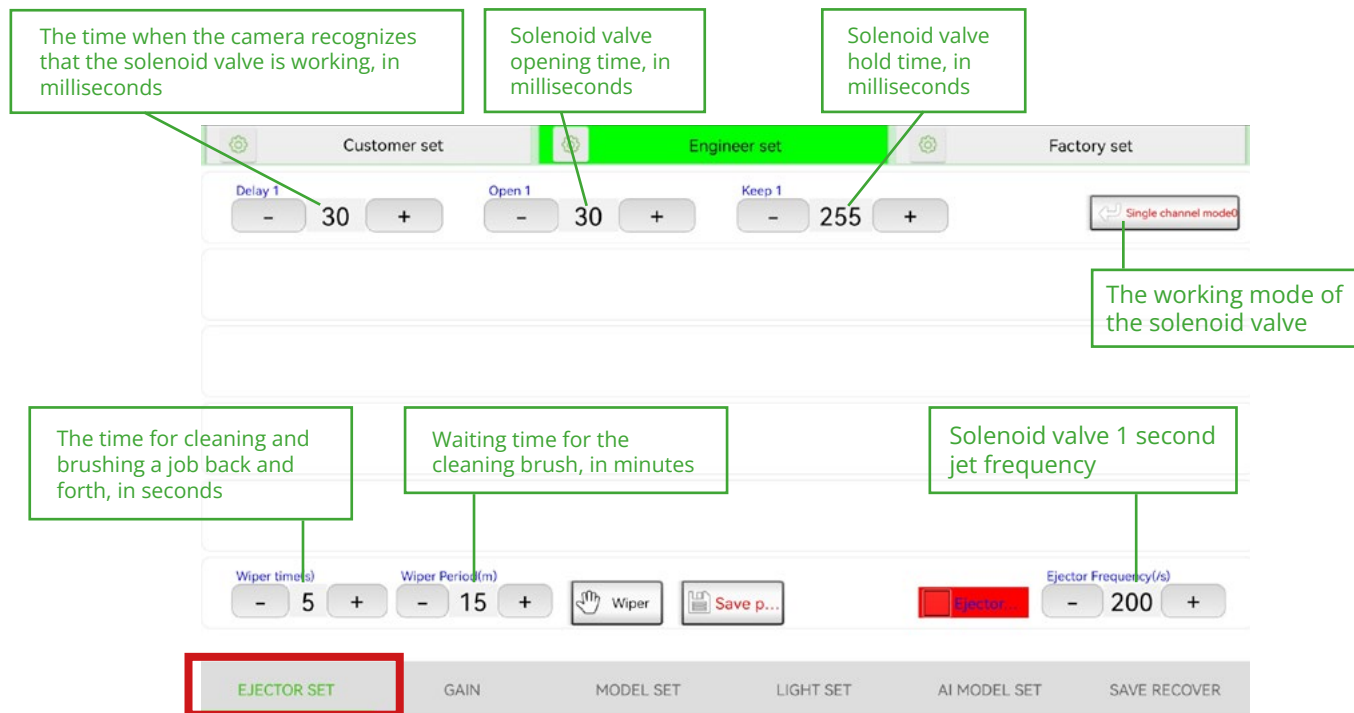 The time when the camera recognizes
that the solenoid valve is working, in
milliseconds
Solenoid valve
opening time, in
milliseconds
Solenoid valve
hold time, in
milliseconds
Customer set
Engineer set
Factory set
Delay 1
- 30 +
Open 1
- 30 +
Keep 1
- 255 +
Single channel mode0
The working mode of
the solenoid valve
The time for cleaning and
brushing a job back and
forth, in seconds
Waiting time for the
cleaning brush, in minutes
Solenoid valve 1 second
jet frequency
Wiper time(s)
- 5 +
Wiper Period(m)
- 15 +
Wiper
Save p...
Ejector...
Ejector Frequency(/s)
- 200 +
EJECTOR SET
GAIN
MODEL SET
LIGHT SET
AI MODEL SET
SAVE RECOVER